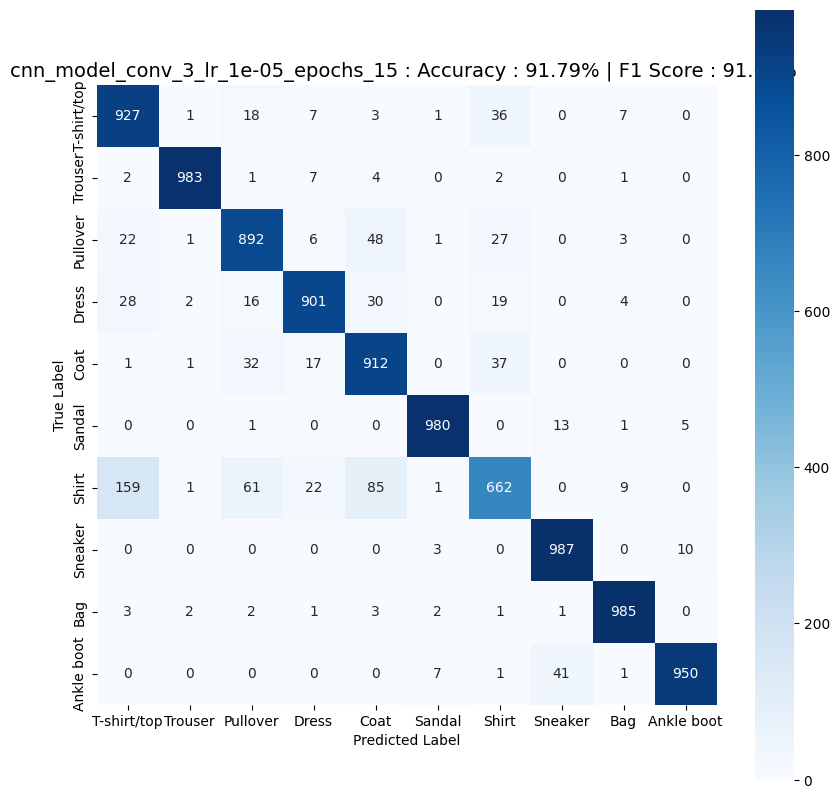 cnn_model_conv_3_lr_1e-05_epochs_15 : Accuracy : 91.79% | F1 Score : 91.
T-shirt/top 927 1 18 7 3 1 36 0 7 0
Trouser 2 983 1 7 4 0 2 0 1 0
Pullover 22 1 892 6 48 1 27 0 3 0
Dress 28 2 16 901 30 0 19 0 4 0
Coat 1 1 32 17 912 0 37 0 0 0
Sandal 0 0 1 0 0 980 0 13 1 5
Shirt 159 1 61 22 85 1 662 0 9 0
Sneaker 0 0 0 0 0 3 0 987 0 10
Bag 3 2 2 1 3 2 1 1 985 0
Ankle boot 0 0 0 0 0 7 1 41 1 950
T-shirt/top Trouser Pullover Dress Coat Sandal Shirt Sneaker Bag Ankle boot
Predicted Label
True Label
800
600
400
200
0